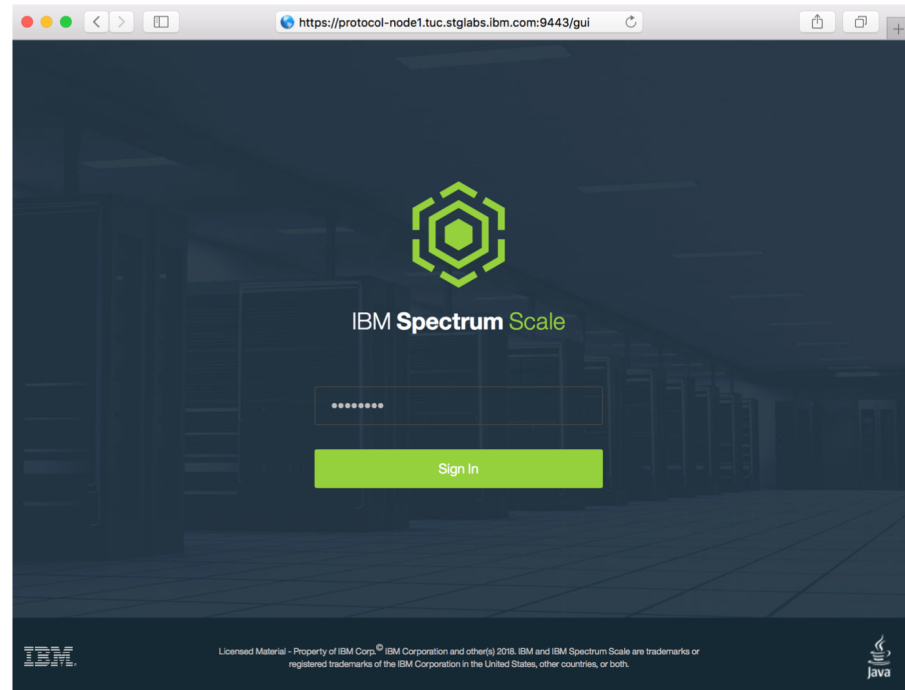 https://protocol-node1.tuc.stglabs.ibm.com:9443/gui
IBM Spectrum Scale
••••••••
Sign In
IBM.
Licensed Material - Property of IBM Corp.© IBM Corporation and other(s) 2018. IBM and IBM Spectrum Scale are trademarks or
registered trademarks of the IBM Corporation in the United States, other countries, or both.
Java